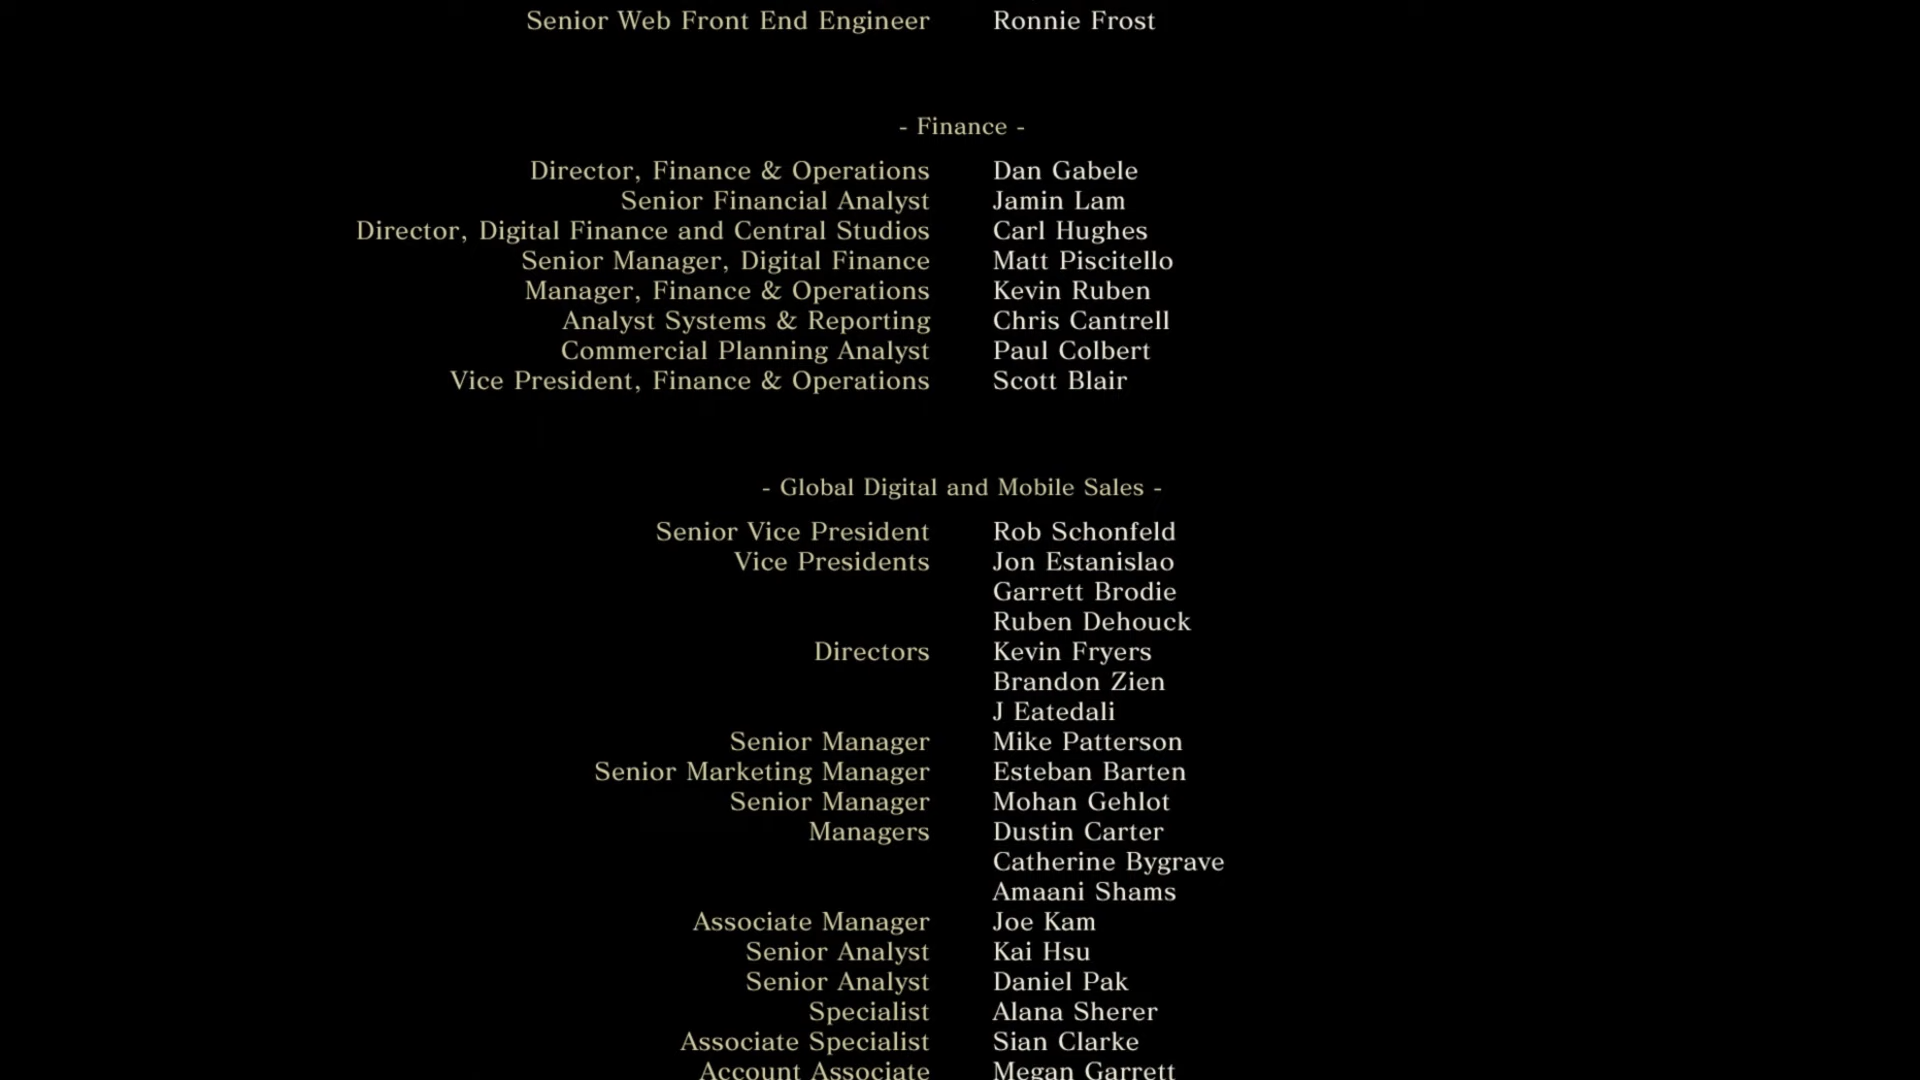 Senior Web Front End Engineer Ronnie Frost
- Finance -
Director, Finance & Operations Dan Gabele
Senior Financial Analyst Jamin Lam
Director, Digital Finance and Central Studios Carl Hughes
Senior Manager, Digital Finance Matt Piscitello
Manager, Finance & Operations Kevin Ruben
Analyst Systems & Reporting Chris Cantrell
Commercial Planning Analyst Paul Colbert
Vice President, Finance & Operations Scott Blair
- Global Digital and Mobile Sales -
Senior Vice President Rob Schonfeld
Vice Presidents Jon Estanislao
Garrett Brodie
Ruben Dehouck
Directors Kevin Fryers
Brandon Zien
J Eatedali
Senior Manager Mike Patterson
Senior Marketing Manager Esteban Barten
Senior Manager Mohan Gehlot
Managers Dustin Carter
Catherine Bygrave
Amaani Shams
Associate Manager Joe Kam
Senior Analyst Kai Hsu
Senior Analyst Daniel Pak
Specialist Alana Sherer
Associate Specialist Sian Clarke
Account Associate Megan Garrett